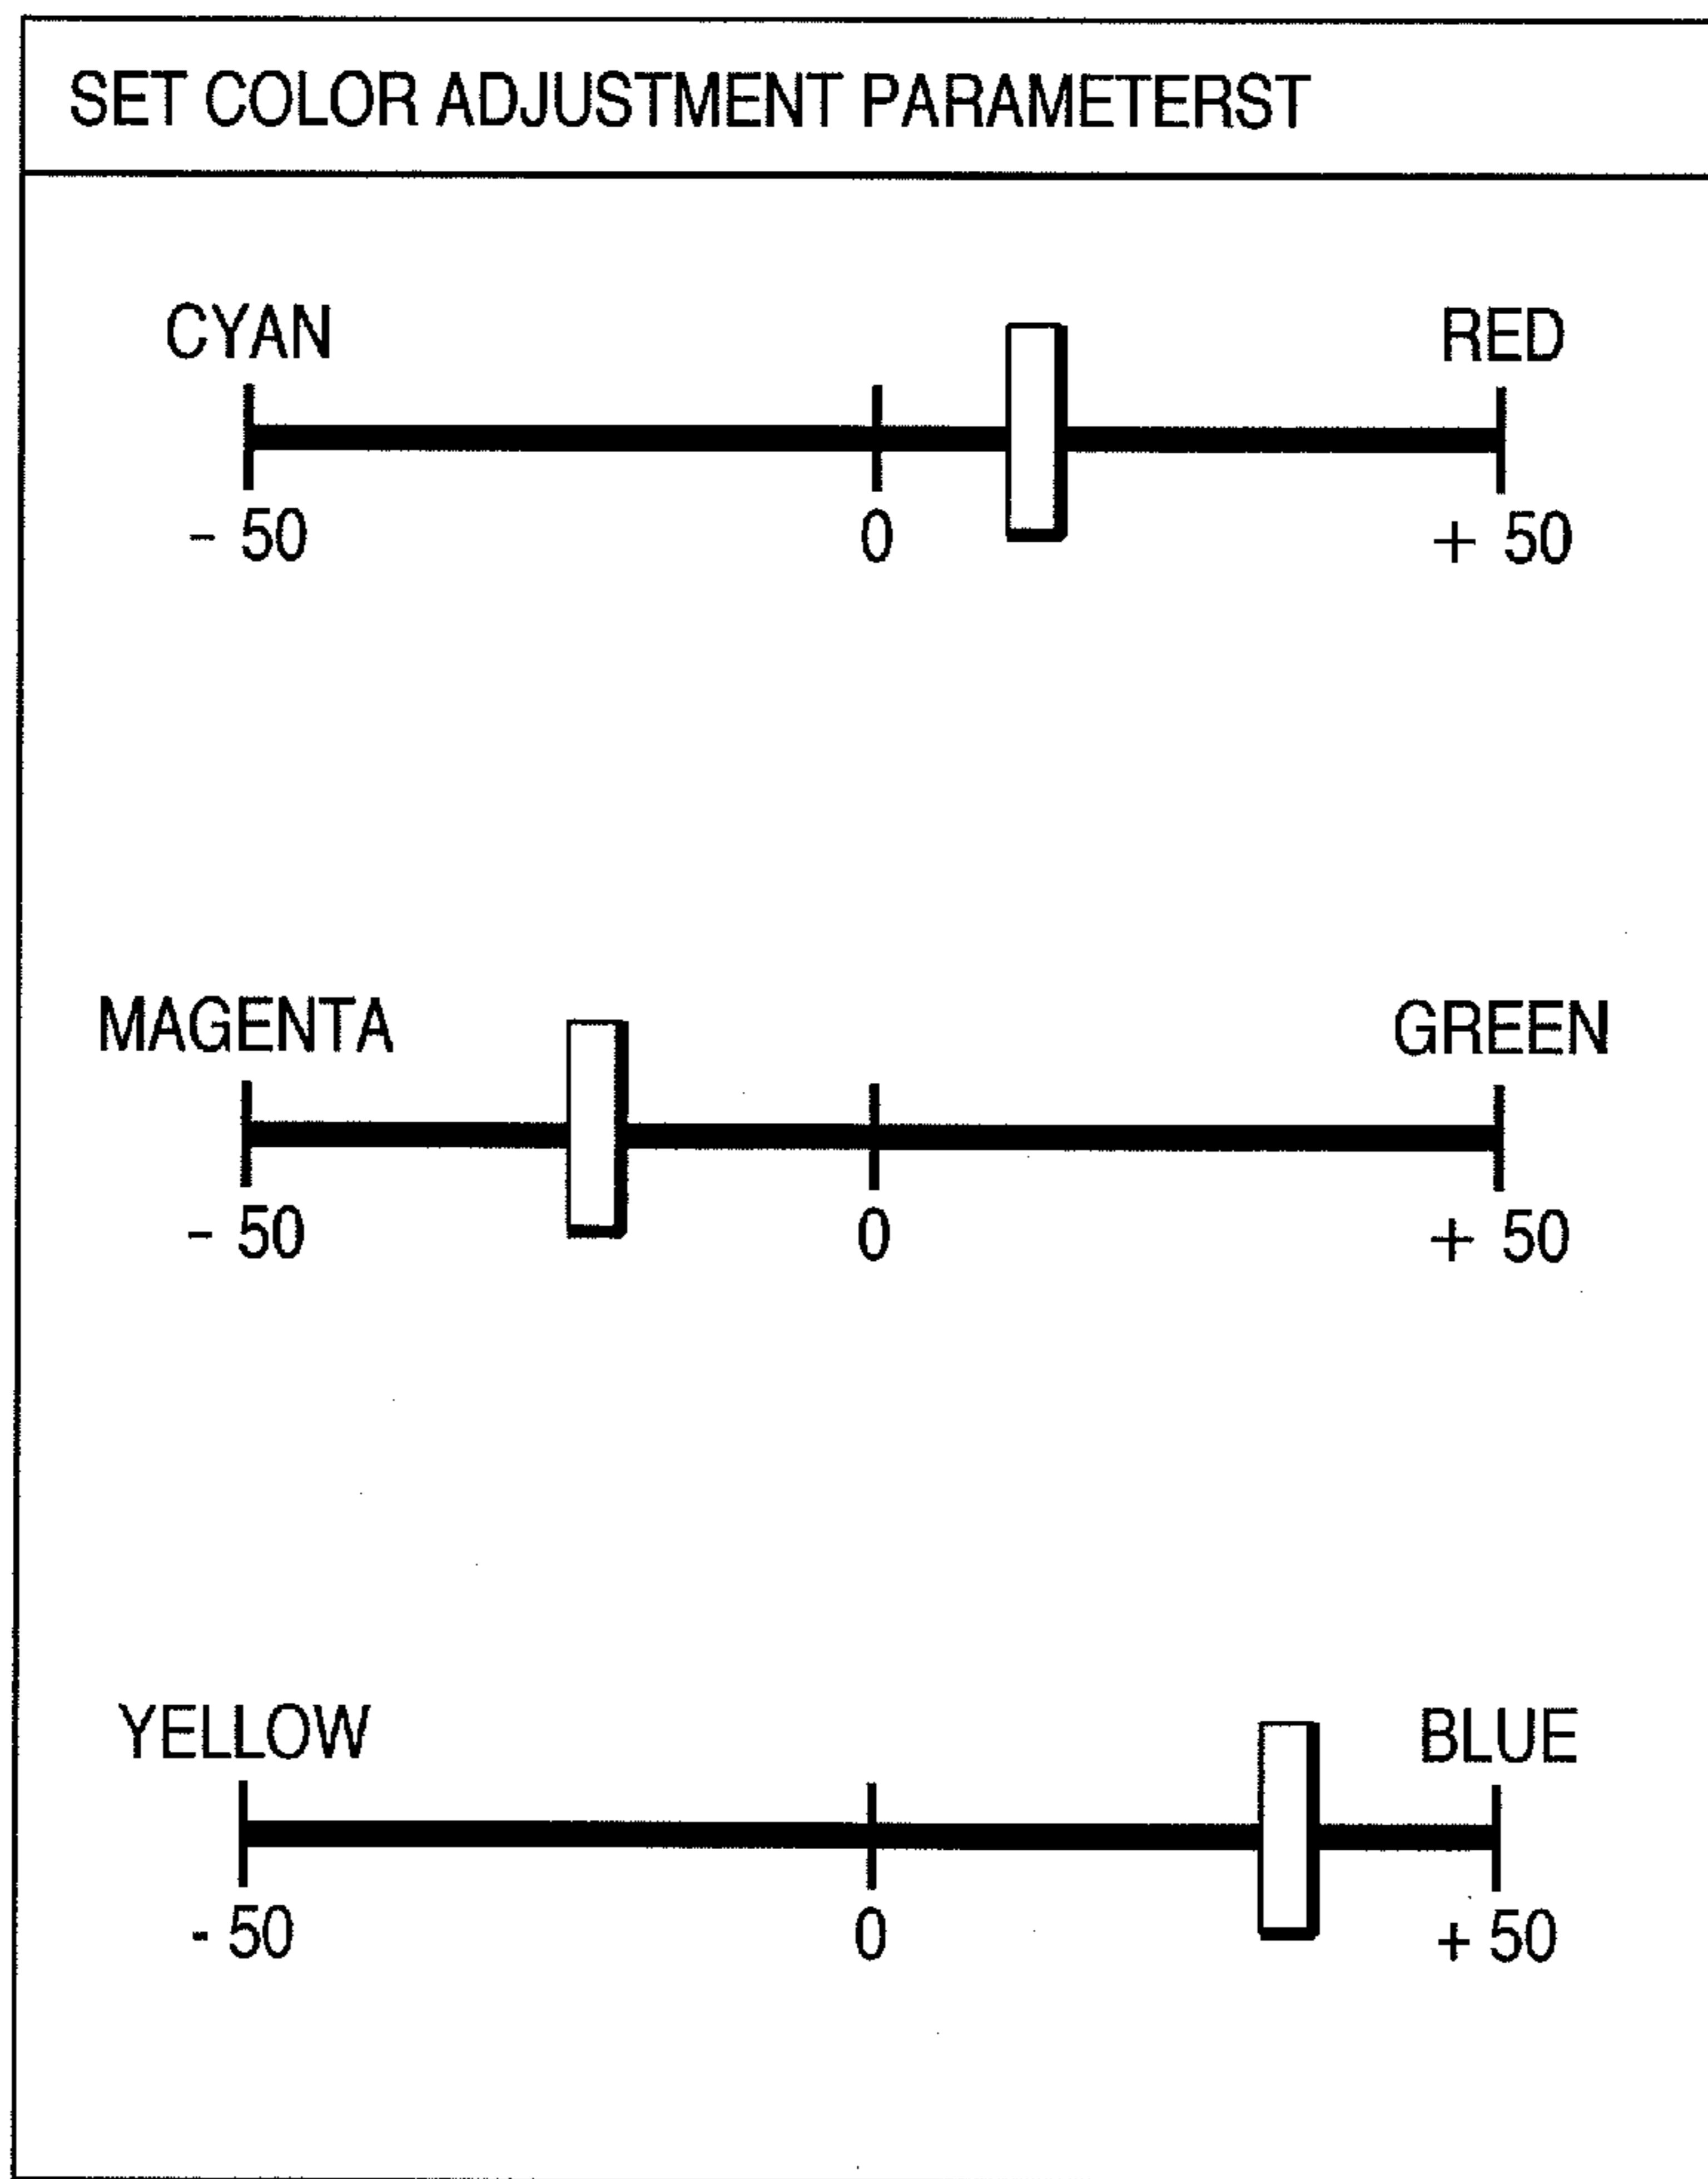 SET COLOR ADJUSTMENT PARAMETERST
CYAN RED
- 50 0 + 50
MAGENTA GREEN
- 50 0 + 50
YELLOW BLUE
- 50 0 + 50